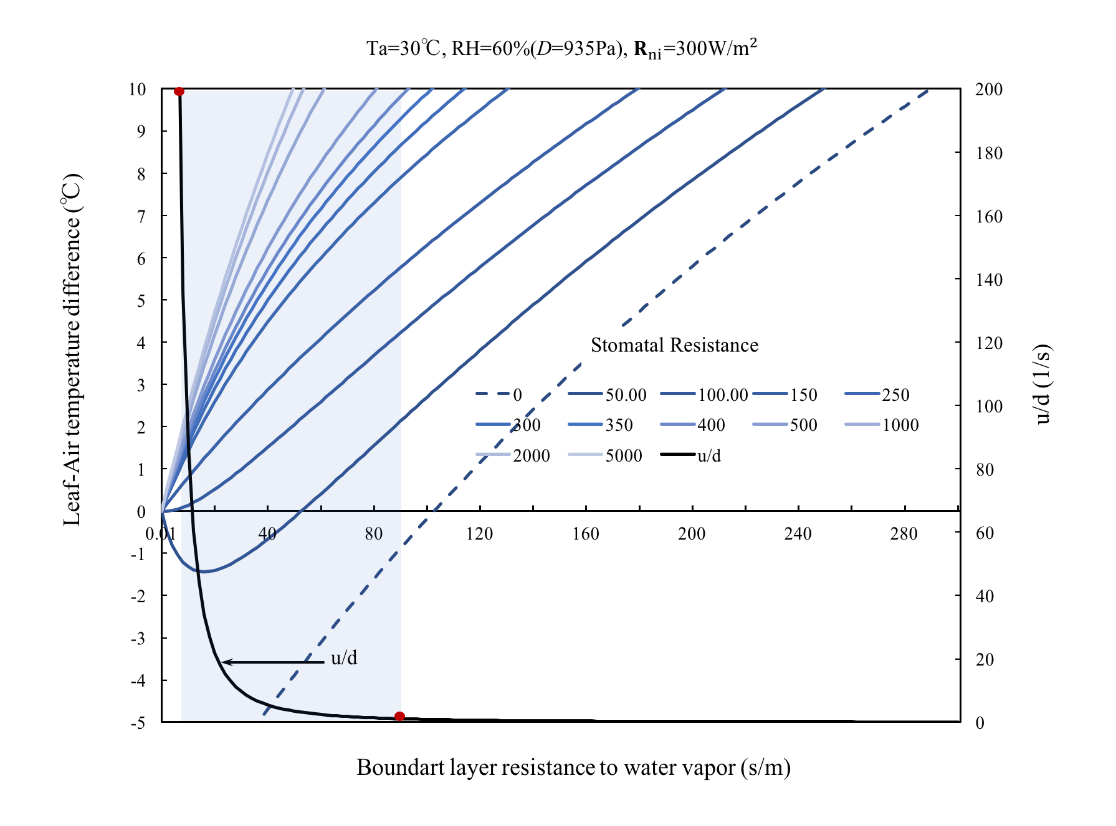 Ta=30℃, RH=60%(D=935Pa), Rni=300W/m²
10
9
8
7
6
5
4
3
2
1
0
-1
-2
-3
-4
-5
Leaf-Air temperature difference (℃)
200
180
160
140
120
100
80
60
40
20
0
u/d (1/s)
0.01 40 80 120 160 200 240 280
Stomatal Resistance
0 50.00 100.00 150 250
300 350 400 500 1000
2000 5000 u/d
u/d
Boundart layer resistance to water vapor (s/m)